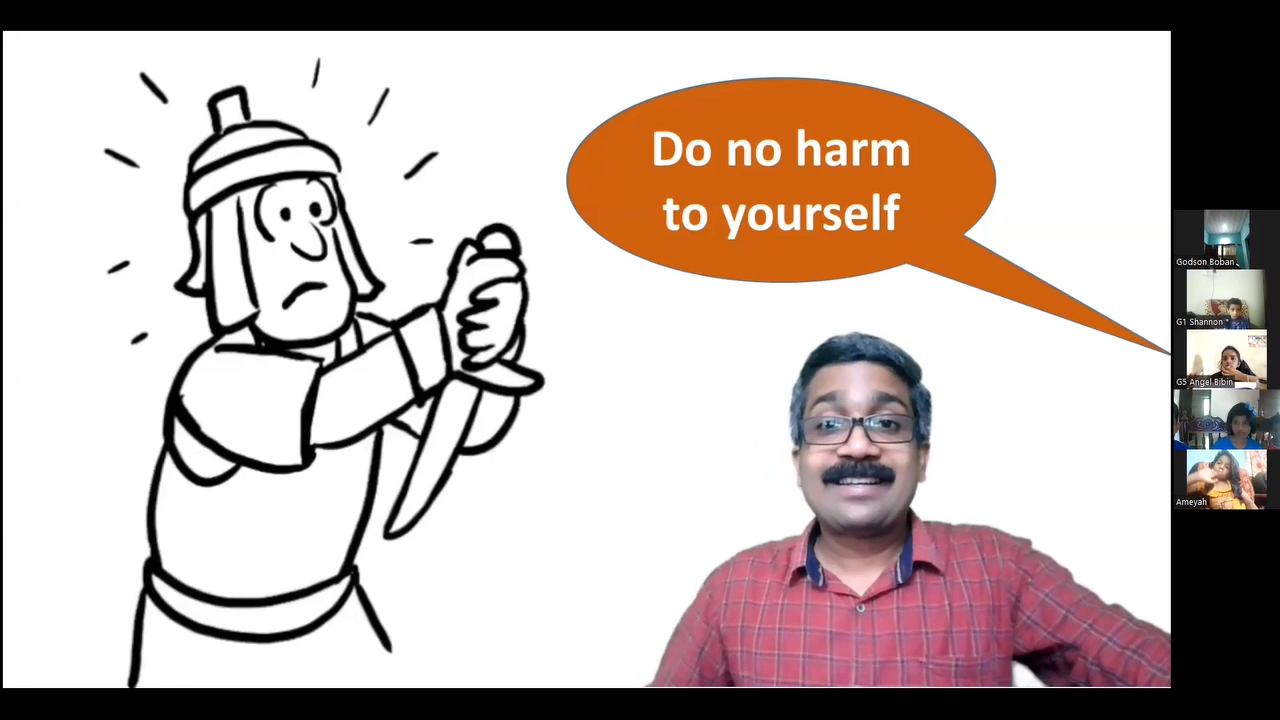 Do no harm
to yourself
Godson Boban
G1 Shannon *
G5 Angel Bibin
Ameyah